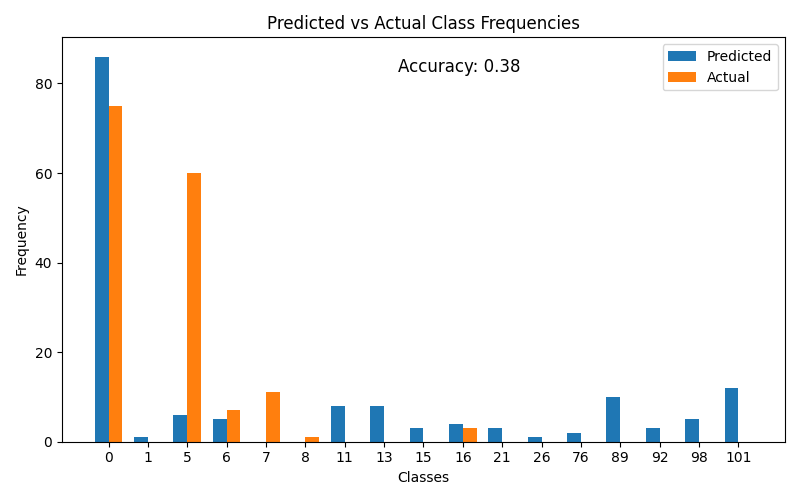 Predicted vs Actual Class Frequencies
Accuracy: 0.38
Predicted
Actual
Frequency
80
60
40
20
0
0 1 5 6 7 8 11 13 15 16 21 26 76 89 92 98 101
Classes